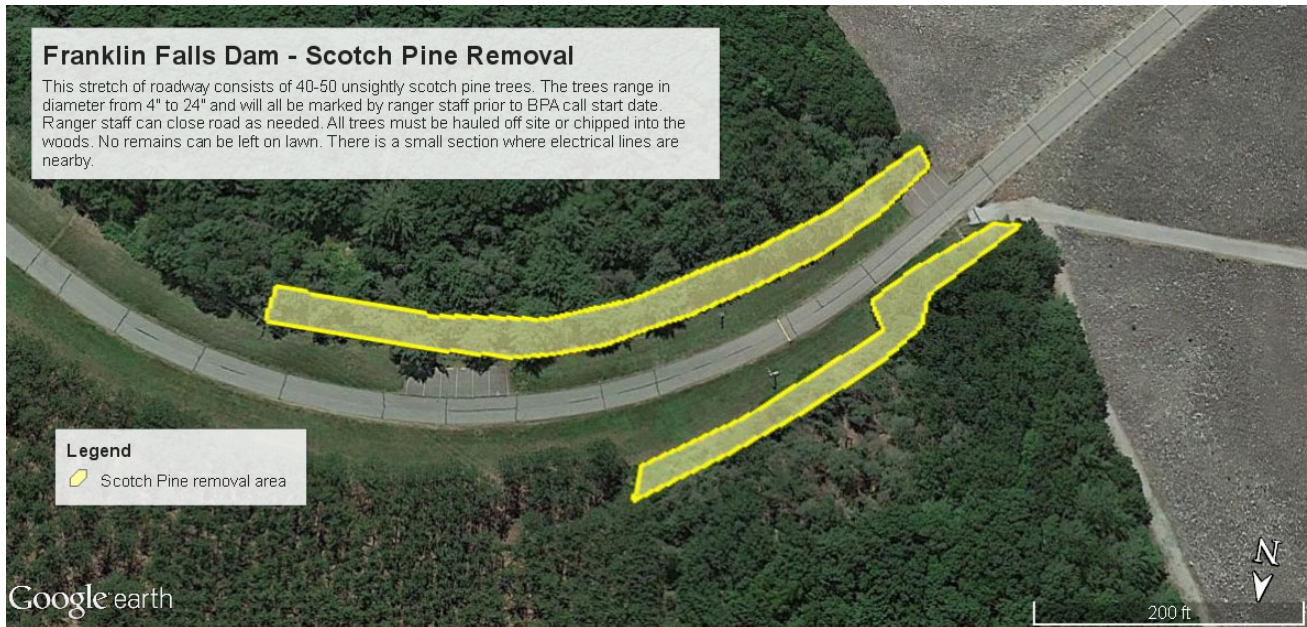 Franklin Falls Dam - Scotch Pine Removal
This stretch of roadway consists of 40-50 unsightly scotch pine trees. The trees range in
diameter from 4" to 24" and will all be marked by ranger staff prior to BPA call start date.
Ranger staff can close road as needed. All trees must be hauled off site or chipped into the
woods. No remains can be left on lawn. There is a small section where electrical lines are
nearby.
Legend
Scotch Pine removal area
Google earth
N
200 ft